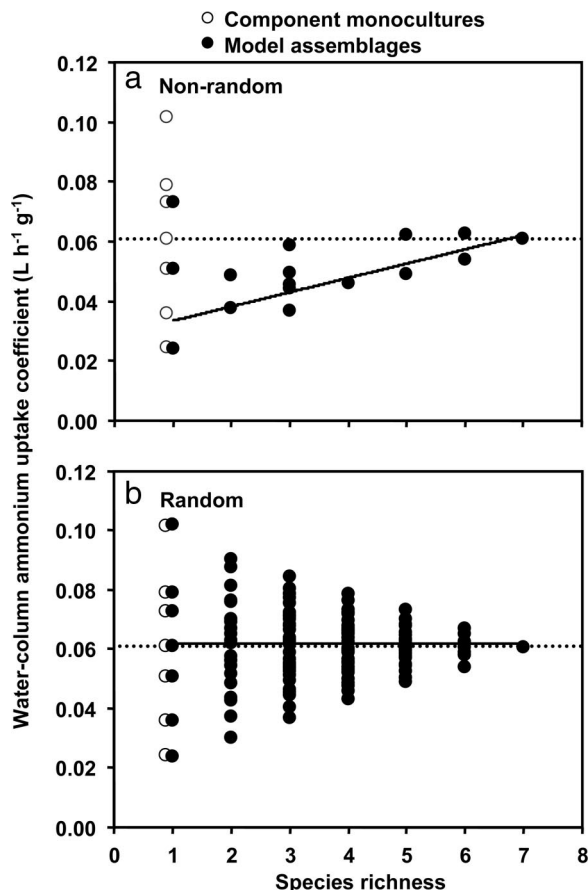 Component monocultures
Model assemblages
a
Non-random
0.12
0.10
0.08
0.06
0.04
0.02
0.00
b
Random
0.12
0.10
0.08
0.06
0.04
0.02
0.00
0 1 2 3 4 5 6 7 8
Species richness
Water-column ammonium uptake coefficient (L h⁻¹ g⁻¹)